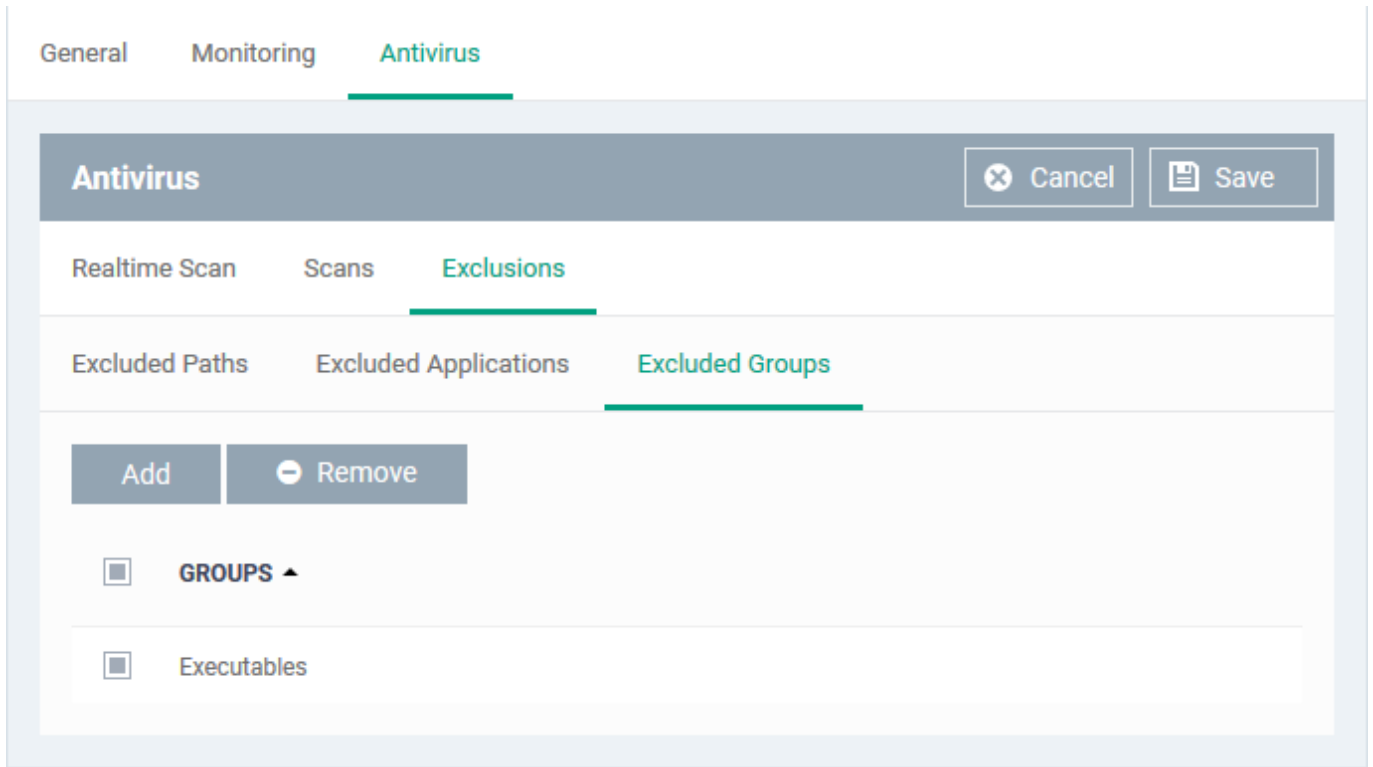 General Monitoring Antivirus
Antivirus Cancel Save
Realtime Scan Scans Exclusions
Excluded Paths Excluded Applications Excluded Groups
Add Remove
GROUPS
Executables